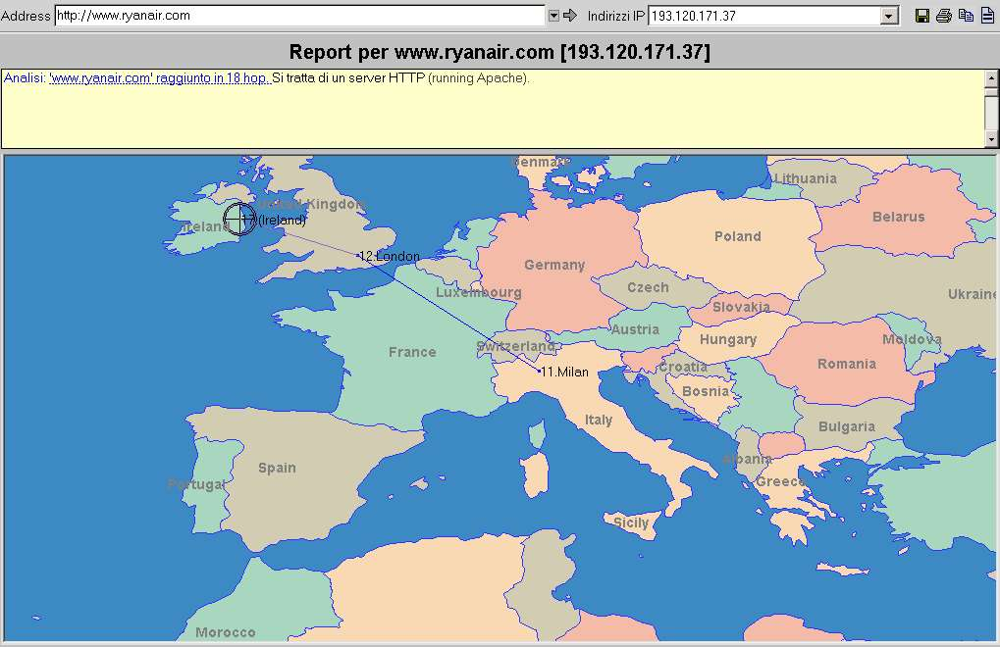 Address http://www.ryanair.com Indirizzi IP 193.120.171.37
Report per www.ryanair.com [193.120.171.37]
Analisi: 'www.ryanair.com' raggiunto in 18 hop. Si tratta di un server HTTP (running Apache).
Denmark
Lithuania
United Kingdom
Belarus
17.(Ireland)
Ireland
Poland
12.London
Germany
Czech
Luxembourg
Ukraine
Slovakia
Austria
Hungary
Moldova
Switzerland
France
Romania
Croatia
11.Milan
Bosnia
Italy
Bulgaria
Albania
Spain
Greece
Portugal
Sicily
Morocco